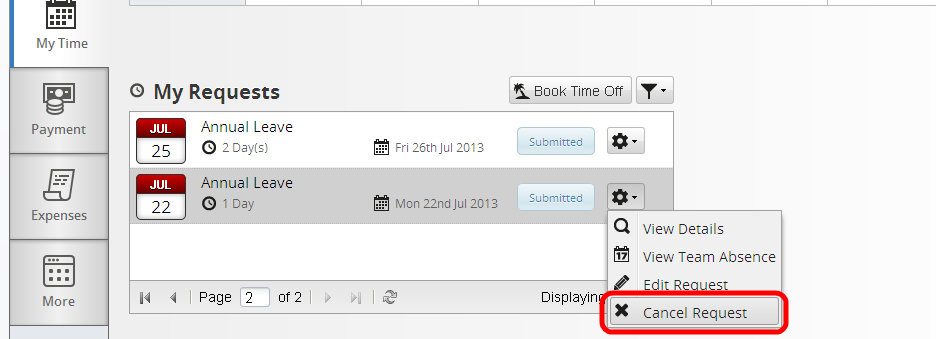 My Time
Payment
Expenses
More
My Requests
Book Time Off
JUL
25
Annual Leave
2 Day(s)
Fri 26th Jul 2013
Submitted
JUL
22
Annual Leave
1 Day
Mon 22nd Jul 2013
Submitted
View Details
17 View Team Absence
Edit Request
Cancel Request
Page 2 of 2
Displaying